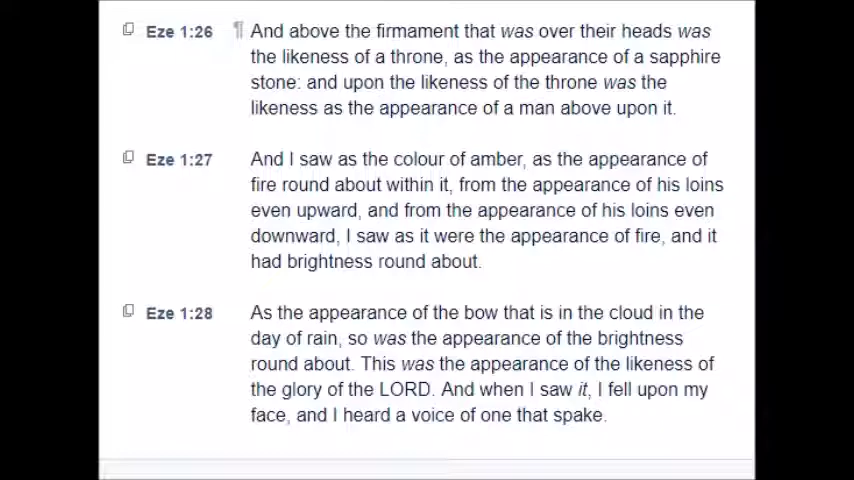 Eze 1:26 ¶ And above the firmament that was over their heads was
the likeness of a throne, as the appearance of a sapphire
stone: and upon the likeness of the throne was the
likeness as the appearance of a man above upon it.
Eze 1:27 And I saw as the colour of amber, as the appearance of
fire round about within it, from the appearance of his loins
even upward, and from the appearance of his loins even
downward, I saw as it were the appearance of fire, and it
had brightness round about.
Eze 1:28 As the appearance of the bow that is in the cloud in the
day of rain, so was the appearance of the brightness
round about. This was the appearance of the likeness of
the glory of the LORD. And when I saw it, I fell upon my
face, and I heard a voice of one that spake.